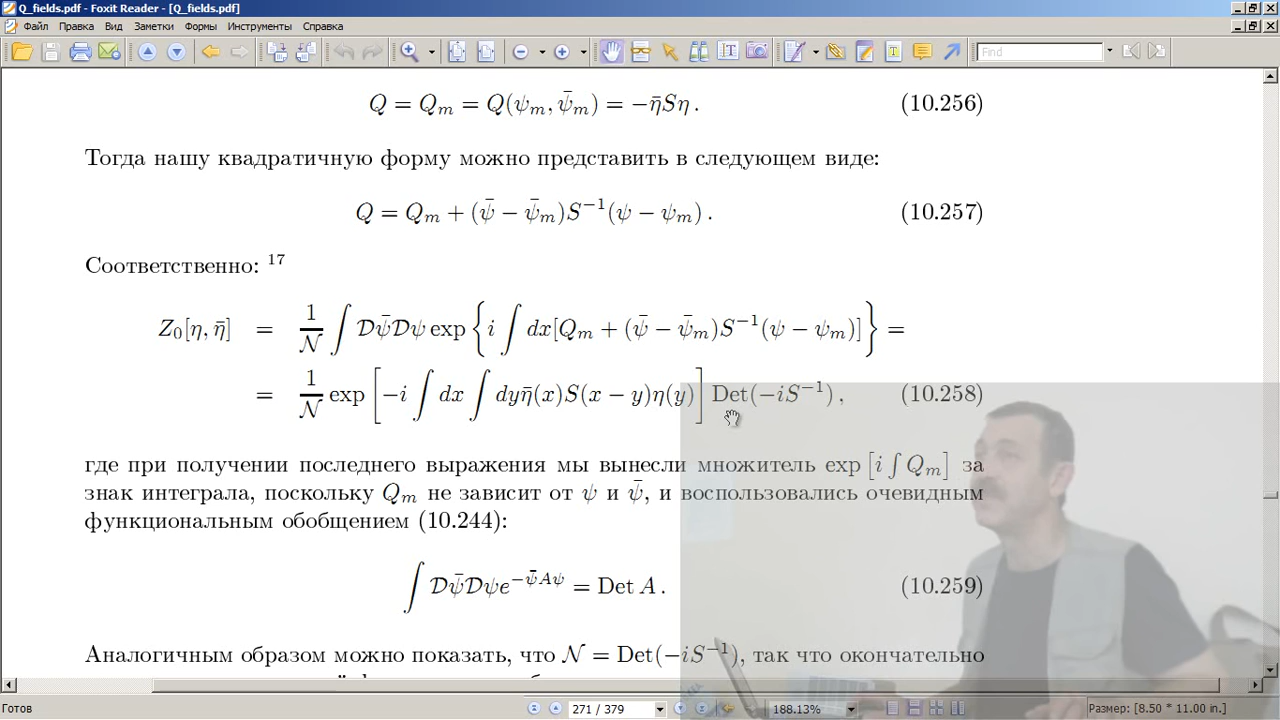 Q_fields.pdf - Foxit Reader - [Q_fields.pdf]
Файл Правка Вид Заметки Формы Инструменты Справка
Find
Q = Q_m = Q(ψ_m, ψ̄_m) = −η̄Sη . (10.256)
Тогда нашу квадратичную форму можно представить в следующем виде:
Q = Q_m + (ψ̄ − ψ̄_m)S^{−1}(ψ − ψ_m) . (10.257)
Соответственно: ^{17}
Z_0[η, η̄] = \frac{1}{𝒩} ∫ 𝒟ψ̄𝒟ψ exp { i ∫ dx[Q_m + (ψ̄ − ψ̄_m)S^{−1}(ψ − ψ_m)] } =
= \frac{1}{𝒩} exp [ −i ∫ dx ∫ dyη̄(x)S(x − y)η(y) ] Det(−iS^{−1}) , (10.258)
где при получении последнего выражения мы вынесли множитель exp [i ∫ Q_m] за
знак интеграла, поскольку Q_m не зависит от ψ и ψ̄, и воспользовались очевидным
функциональным обобщением (10.244):
∫ 𝒟ψ̄𝒟ψe^{−ψ̄Aψ} = Det A . (10.259)
Аналогичным образом можно показать, что 𝒩 = Det(−iS^{−1}), так что окончательно
Готов 271 / 379 188.13% Размер: [8.50 * 11.00 in.]